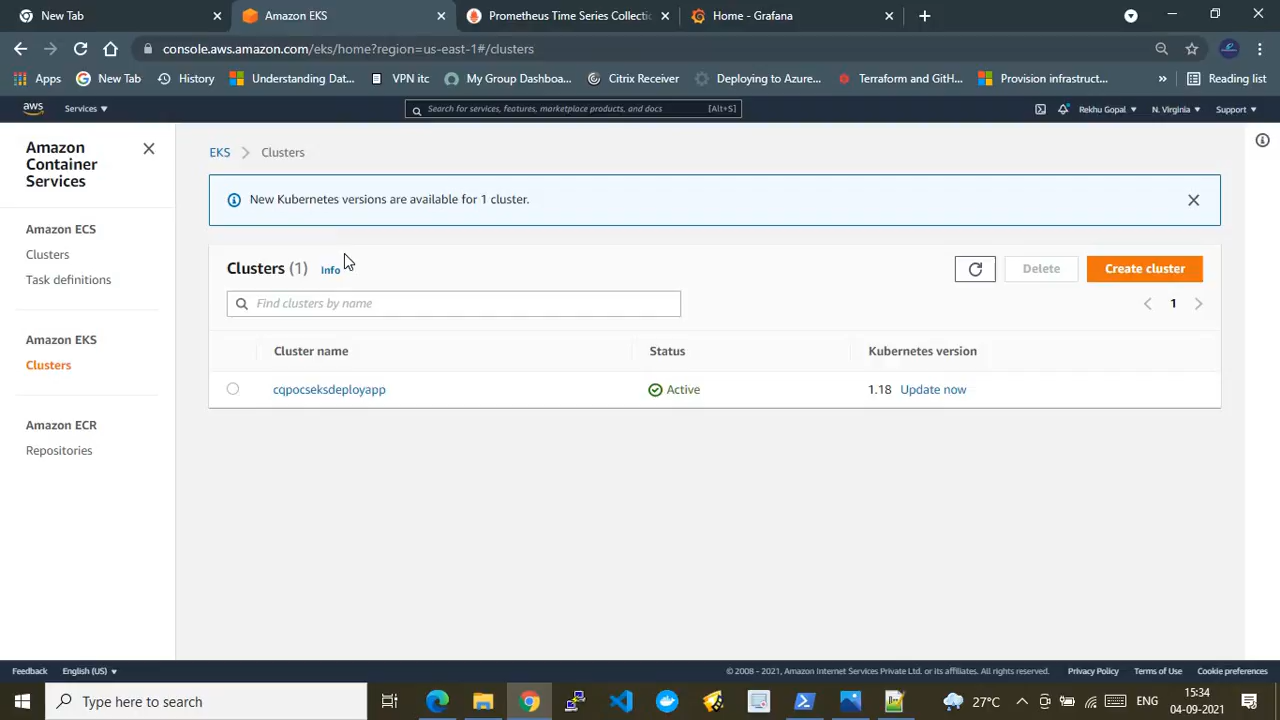 New Tab
Amazon EKS
Prometheus Time Series Collecti
Home - Grafana
console.aws.amazon.com/eks/home?region=us-east-1#/clusters
Apps
New Tab
History
Understanding Dat...
VPN itc
My Group Dashboa...
Citrix Receiver
Deploying to Azure...
Terraform and GitH...
Provision infrastruct...
»
Reading list
aws
Services
Search for services, features, marketplace products, and docs
[Alt+S]
Rekhu Gopal
N. Virginia
Support
Amazon
Container
Services
Amazon ECS
Clusters
Task definitions
Amazon EKS
Clusters
Amazon ECR
Repositories
EKS
Clusters
New Kubernetes versions are available for 1 cluster.
Clusters (1)
Info
Delete
Create cluster
Find clusters by name
1
Cluster name
Status
Kubernetes version
cqpocseksdeployapp
Active
1.18
Update now
Feedback
English (US)
© 2008 - 2021, Amazon Internet Services Private Ltd. or its affiliates. All rights reserved.
Privacy Policy
Terms of Use
Cookie preferences
Type here to search
27°C
ENG
15:34
04-09-2021